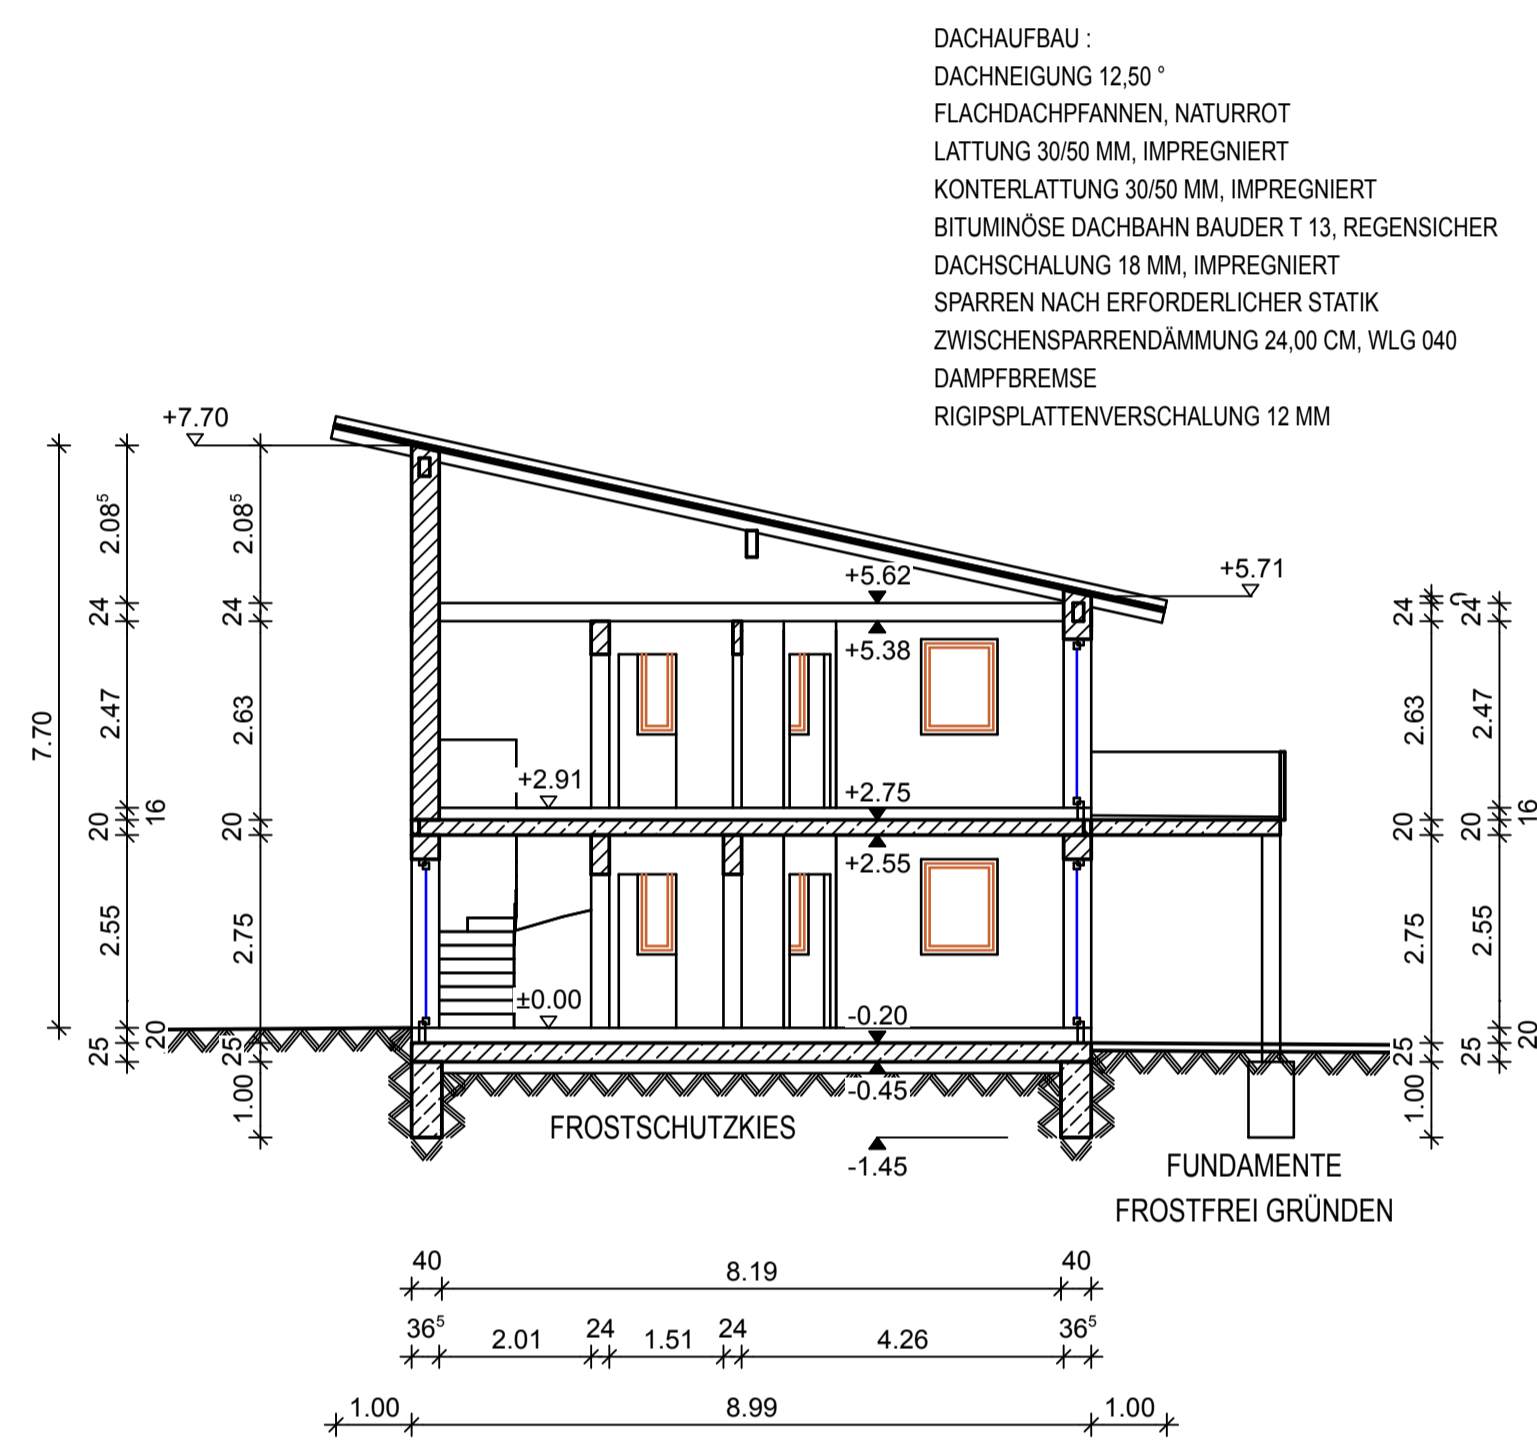 DACHAUFBAU :
DACHNEIGUNG 12,50 °
FLACHDACHPFANNEN, NATURROT
LATTUNG 30/50 MM, IMPREGNIERT
KONTERLATTUNG 30/50 MM, IMPREGNIERT
BITUMINÖSE DACHBAHN BAUDER T 13, REGENSICHER
DACHSCHALUNG 18 MM, IMPREGNIERT
SPARREN NACH ERFORDERLICHER STATIK
ZWISCHENSPARRENDÄMMUNG 24,00 CM, WLG 040
DAMPFBREMSE
RIGIPSPLATTENVERSCHALUNG 12 MM
+7.70
7.70
2.08⁵
24
2.47
20
16
2.55
25
20
2.08⁵
24
2.63
20
2.75
25
1.00
+5.62
+5.38
+5.71
+2.91
+2.75
+2.55
±0.00
-0.20
-0.45
-1.45
24
2.63
20
2.75
25
1.00
24
2.47
20
16
2.55
25
20
FROSTSCHUTZKIES
FUNDAMENTE
FROSTFREI GRÜNDEN
40 8.19 40
36⁵ 2.01 24 1.51 24 4.26 36⁵
1.00 8.99 1.00